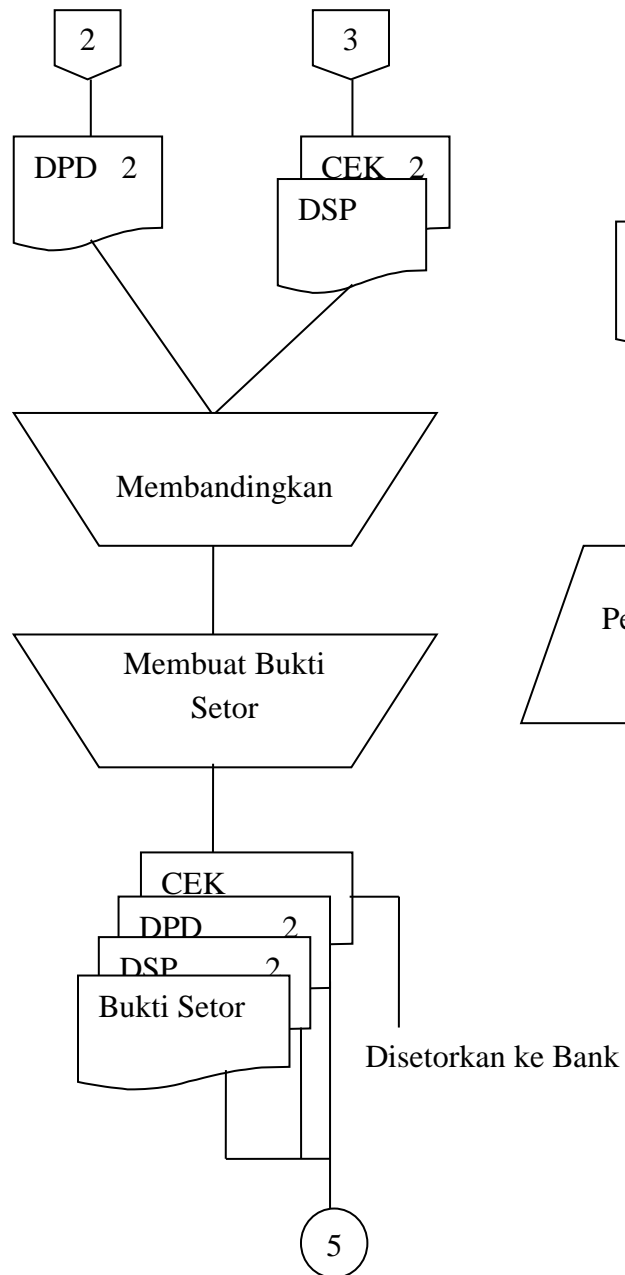 2
3
DPD 2
CEK 2
DSP
Membandingkan
Membuat Bukti
Setor
CEK
DPD 2
DSP 2
Bukti Setor
Disetorkan ke Bank
5